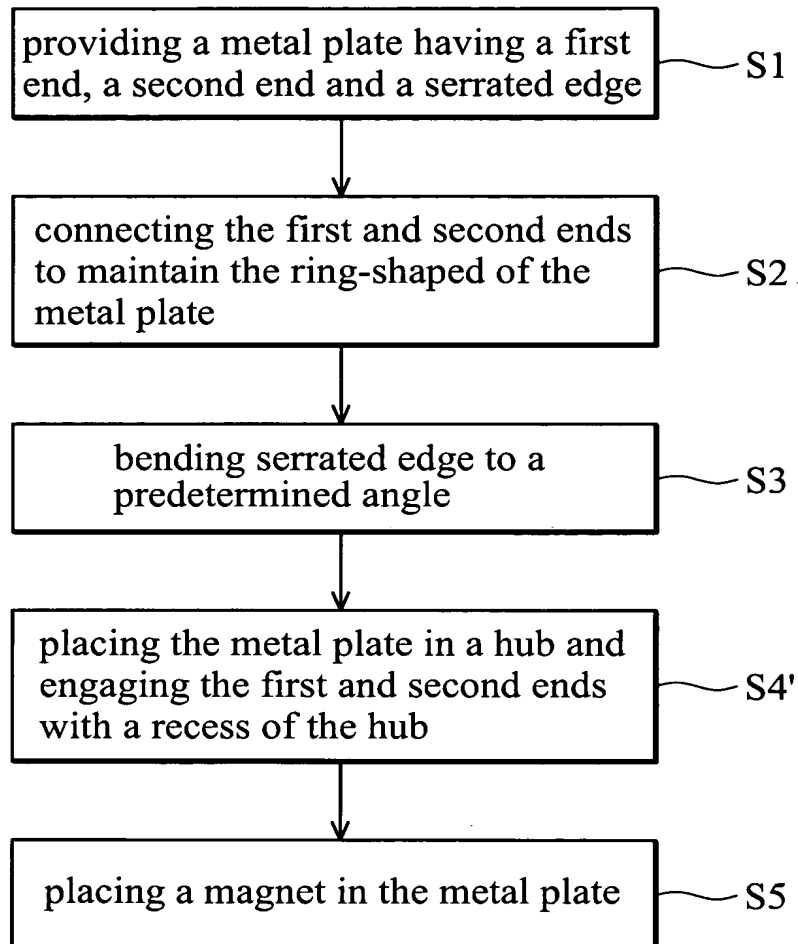 providing a metal plate having a first
end, a second end and a serrated edge
S1
connecting the first and second ends
to maintain the ring-shaped of the
metal plate
S2
bending serrated edge to a
predetermined angle
S3
placing the metal plate in a hub and
engaging the first and second ends
with a recess of the hub
S4'
placing a magnet in the metal plate
S5